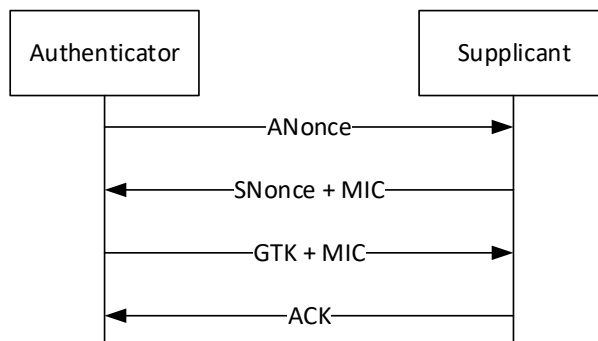 Authenticator
Supplicant
ANonce
SNonce + MIC
GTK + MIC
ACK